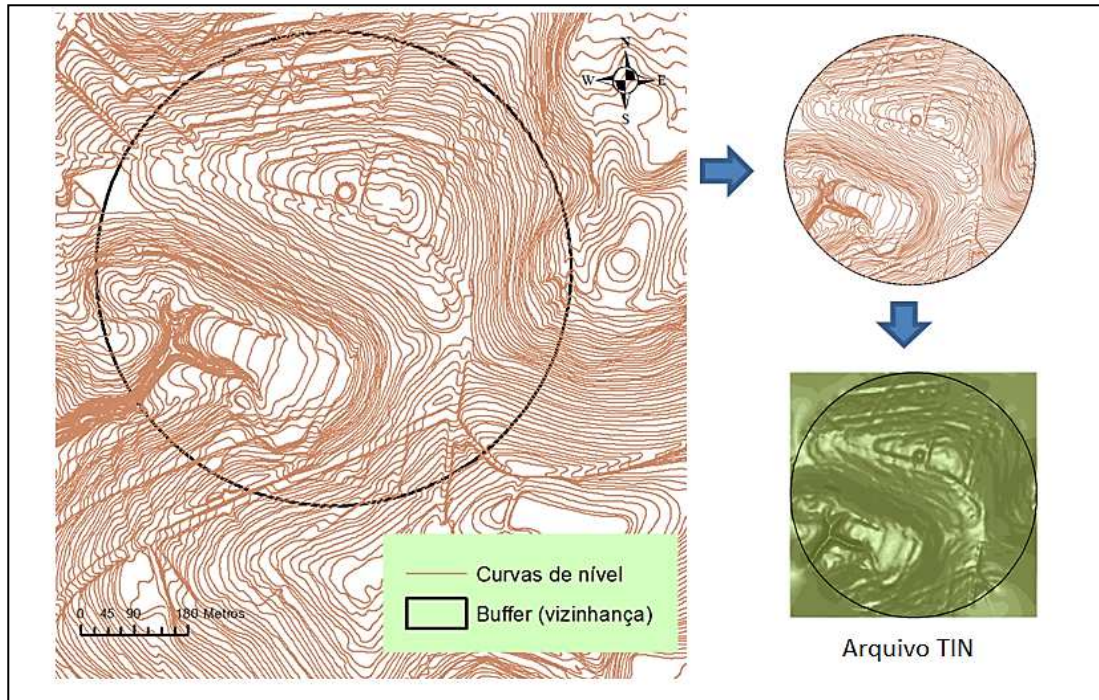 N
W E
S
Curvas de nível
Buffer (vizinhança)
0 45 90 180 Metros
Arquivo TIN